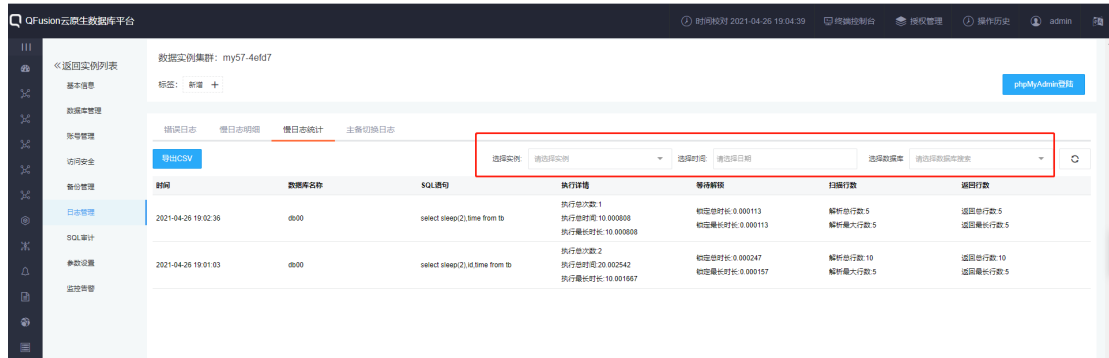 QFusion云原生数据库平台
时间校对 2021-04-26 19:04:39
终端控制台
授权管理
操作历史
admin
返回实例列表
基本信息
数据库管理
账号管理
访问安全
备份管理
日志管理
SQL审计
参数设置
监控告警
数据实例集群：my57-4efd7
标签： 新增 +
phpMyAdmin登陆
错误日志 慢日志明细 慢日志统计 主备切换日志
导出CSV
选择实例 请选择实例
选择时间: 请选择日期
选择数据库 请选择数据库搜索
时间 数据库名称 SQL语句 执行详情 等待解锁 扫描行数 返回行数
2021-04-26 19:02:36 db00 select sleep(2),time from tb
执行总次数:1
执行总时间:10.000808
执行最长时长:10.000808
锁定总时长:0.000113
锁定最长时长:0.000113
解析总行数:5
解析最大行数:5
返回总行数:5
返回最长行数:5
2021-04-26 19:01:03 db00 select sleep(2),id,time from tb
执行总次数:2
执行总时间:20.002542
执行最长时长:10.001667
锁定总时长:0.000247
锁定最长时长:0.000157
解析总行数:10
解析最大行数:5
返回总行数:10
返回最长行数:5